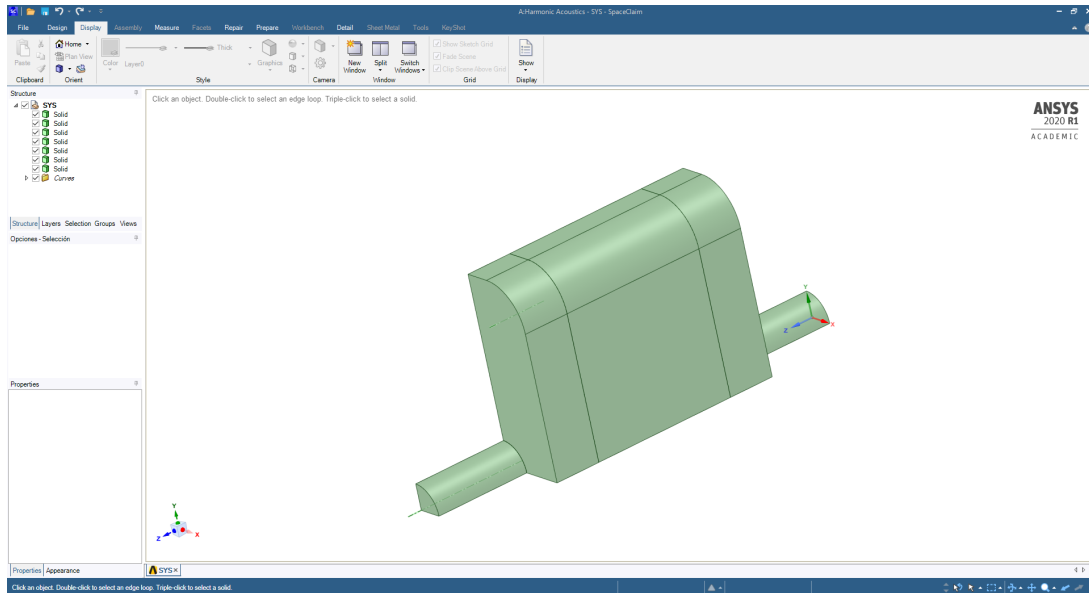 A:Harmonic Acoustics - SYS - SpaceClaim
File Design Display Assembly Measure Facets Repair Prepare Workbench Detail Sheet Metal Tools KeyShot
Paste
Home
Plan View
Color
Layer0
Thick
Graphics
New Window
Split
Switch Windows
Show Sketch Grid
Fade Scene
Clip Scene Above Grid
Show
Clipboard Orient Style Camera Window Grid Display
Structure
SYS
Solid
Solid
Solid
Solid
Solid
Solid
Solid
Curves
Structure Layers Selection Groups Views
Opciones - Selección
Properties
Properties Appearance
Click an object. Double-click to select an edge loop. Triple-click to select a solid.
ANSYS
2020 R1
ACADEMIC
Y
Z
X
Y
Z
X
SYS×
Click an object. Double-click to select an edge loop. Triple-click to select a solid.